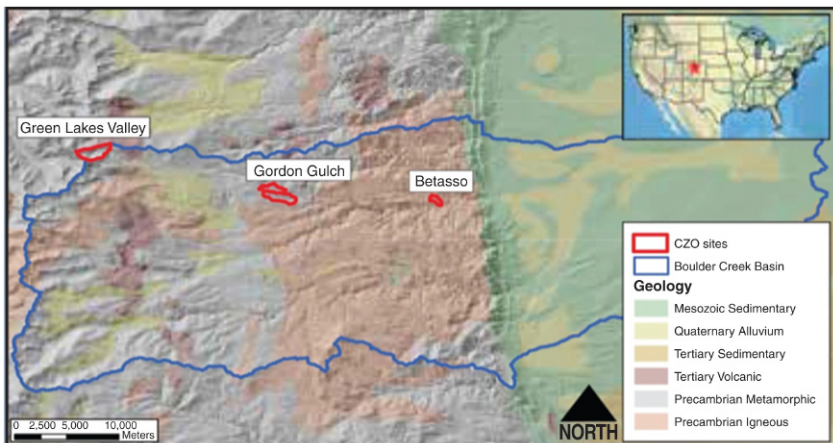 Green Lakes Valley
Gordon Gulch
Betasso
CZO sites
Boulder Creek Basin
Geology
Mesozoic Sedimentary
Quaternary Alluvium
Tertiary Sedimentary
Tertiary Volcanic
Precambrian Metamorphic
Precambrian Igneous
0 2,500 5,000 10,000
Meters
NORTH